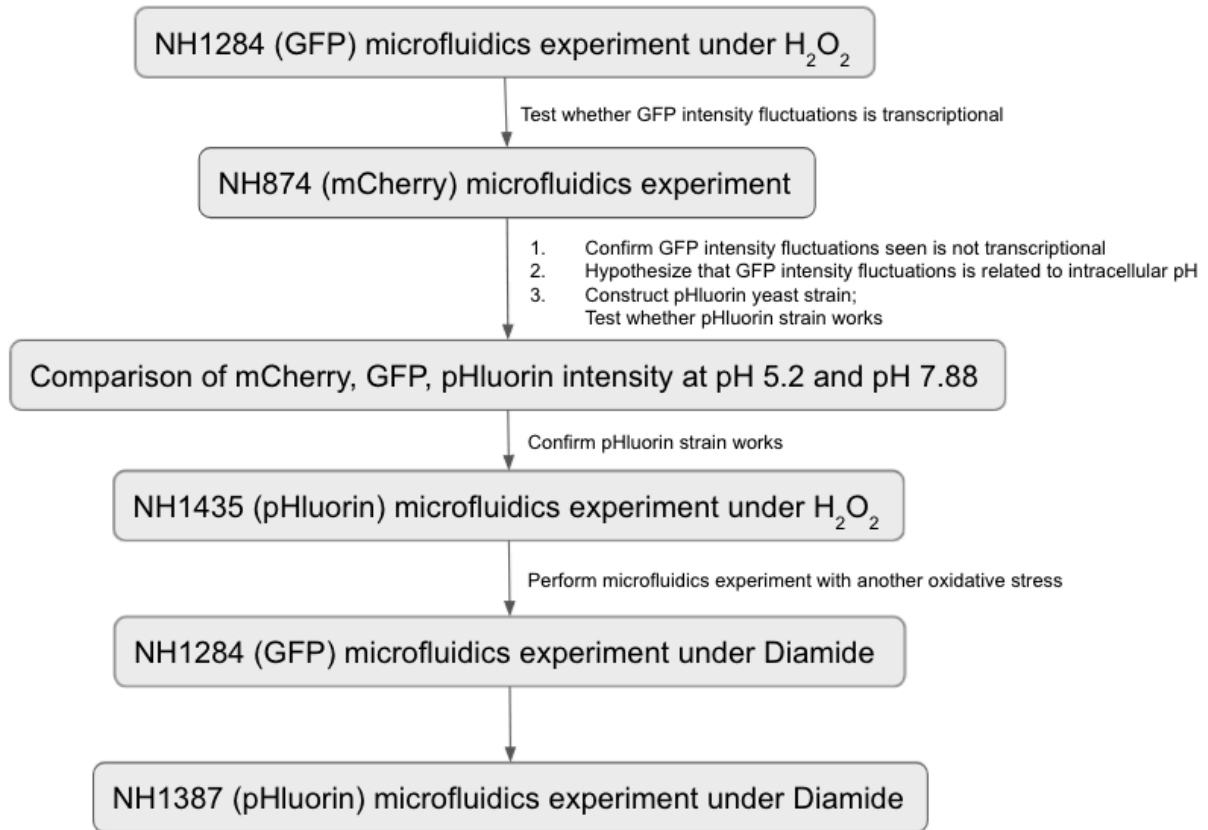 NH1284 (GFP) microfluidics experiment under H₂O₂
Test whether GFP intensity fluctuations is transcriptional
NH874 (mCherry) microfluidics experiment
1. Confirm GFP intensity fluctuations seen is not transcriptional
2. Hypothesize that GFP intensity fluctuations is related to intracellular pH
3. Construct pHluorin yeast strain;
Test whether pHluorin strain works
Comparison of mCherry, GFP, pHluorin intensity at pH 5.2 and pH 7.88
Confirm pHluorin strain works
NH1435 (pHluorin) microfluidics experiment under H₂O₂
Perform microfluidics experiment with another oxidative stress
NH1284 (GFP) microfluidics experiment under Diamide
NH1387 (pHluorin) microfluidics experiment under Diamide